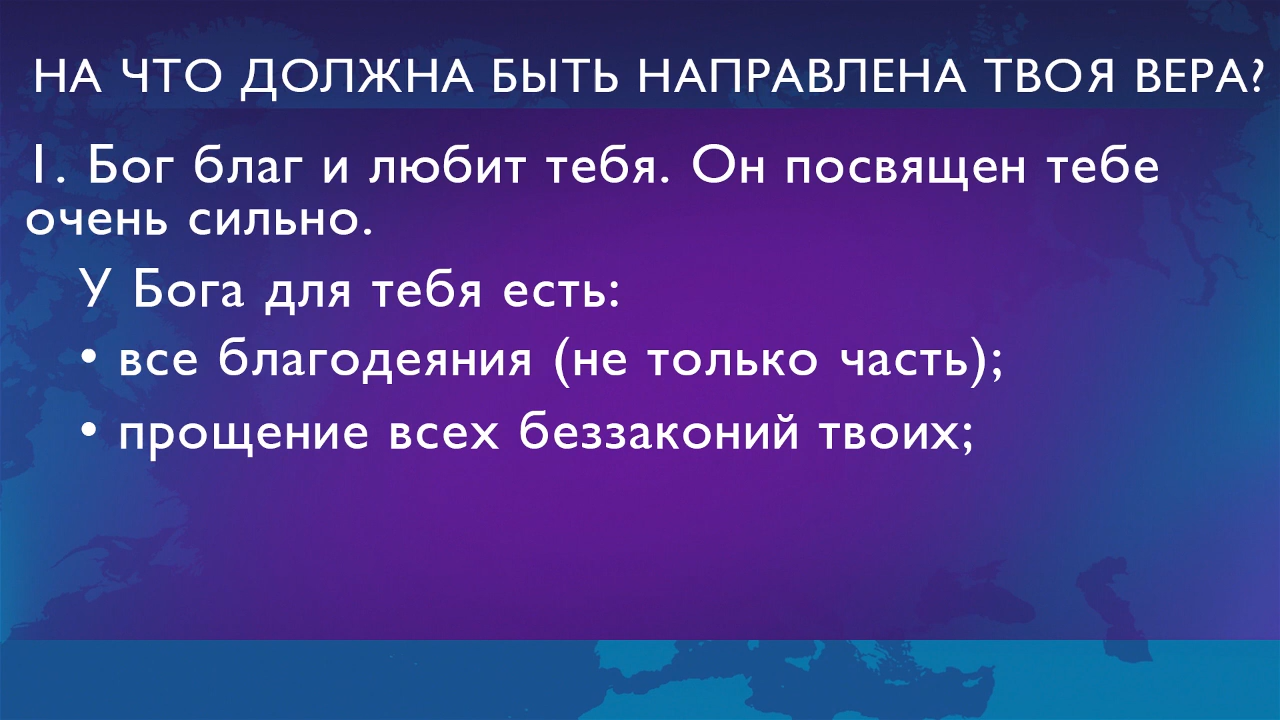 НА ЧТО ДОЛЖНА БЫТЬ НАПРАВЛЕНА ТВОЯ ВЕРА?
1. Бог благ и любит тебя. Он посвящен тебе
очень сильно.
У Бога для тебя есть:
• все благодеяния (не только часть);
• прощение всех беззаконий твоих;